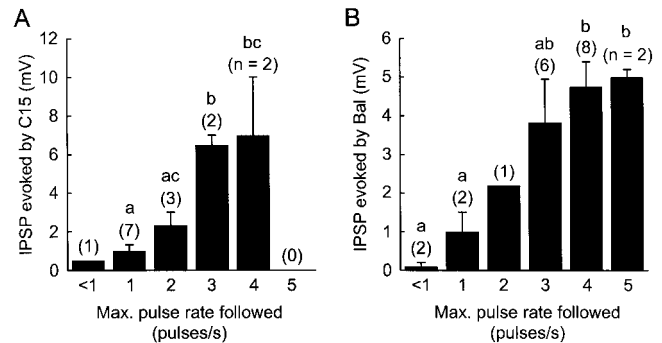 A
IPSP evoked by C15 (mV)
12
10
8
6
4
2
0
(1)
a
(7)
ac
(3)
b
(2)
bc
(n = 2)
(0)
<1 1 2 3 4 5
Max. pulse rate followed
(pulses/s)
B
IPSP evoked by Bal (mV)
6
5
4
3
2
1
0
a
(2)
a
(2)
(1)
ab
(6)
b
(8)
b
(n = 2)
<1 1 2 3 4 5
Max. pulse rate followed
(pulses/s)